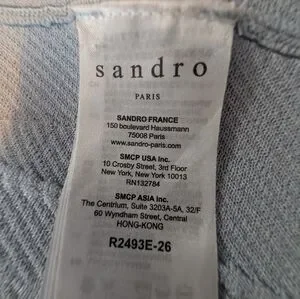 sandro
PARIS
SANDRO FRANCE
150 boulevard Haussmann
75008 Paris
www.sandro-paris.com
SMCP USA Inc.
10 Crosby Street, 3rd Floor
New York, New York 10013
RN132784
SMCP ASIA Inc.
The Centrium, Suite 3203A-5A, 32/F
60 Wyndham Street, Central
HONG-KONG
R2493E-26